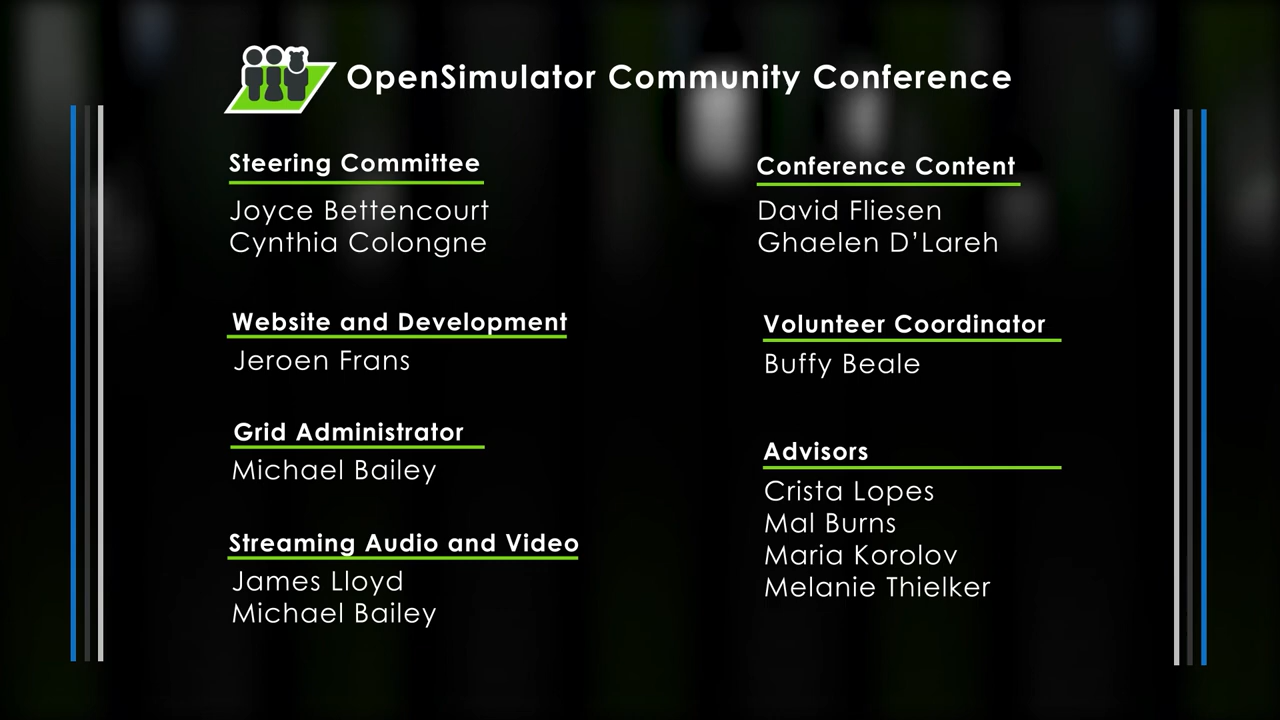 OpenSimulator Community Conference
Steering Committee
Joyce Bettencourt
Cynthia Colongne
Website and Development
Jeroen Frans
Grid Administrator
Michael Bailey
Streaming Audio and Video
James Lloyd
Michael Bailey
Conference Content
David Fliesen
Ghaelen D’Lareh
Volunteer Coordinator
Buffy Beale
Advisors
Crista Lopes
Mal Burns
Maria Korolov
Melanie Thielker